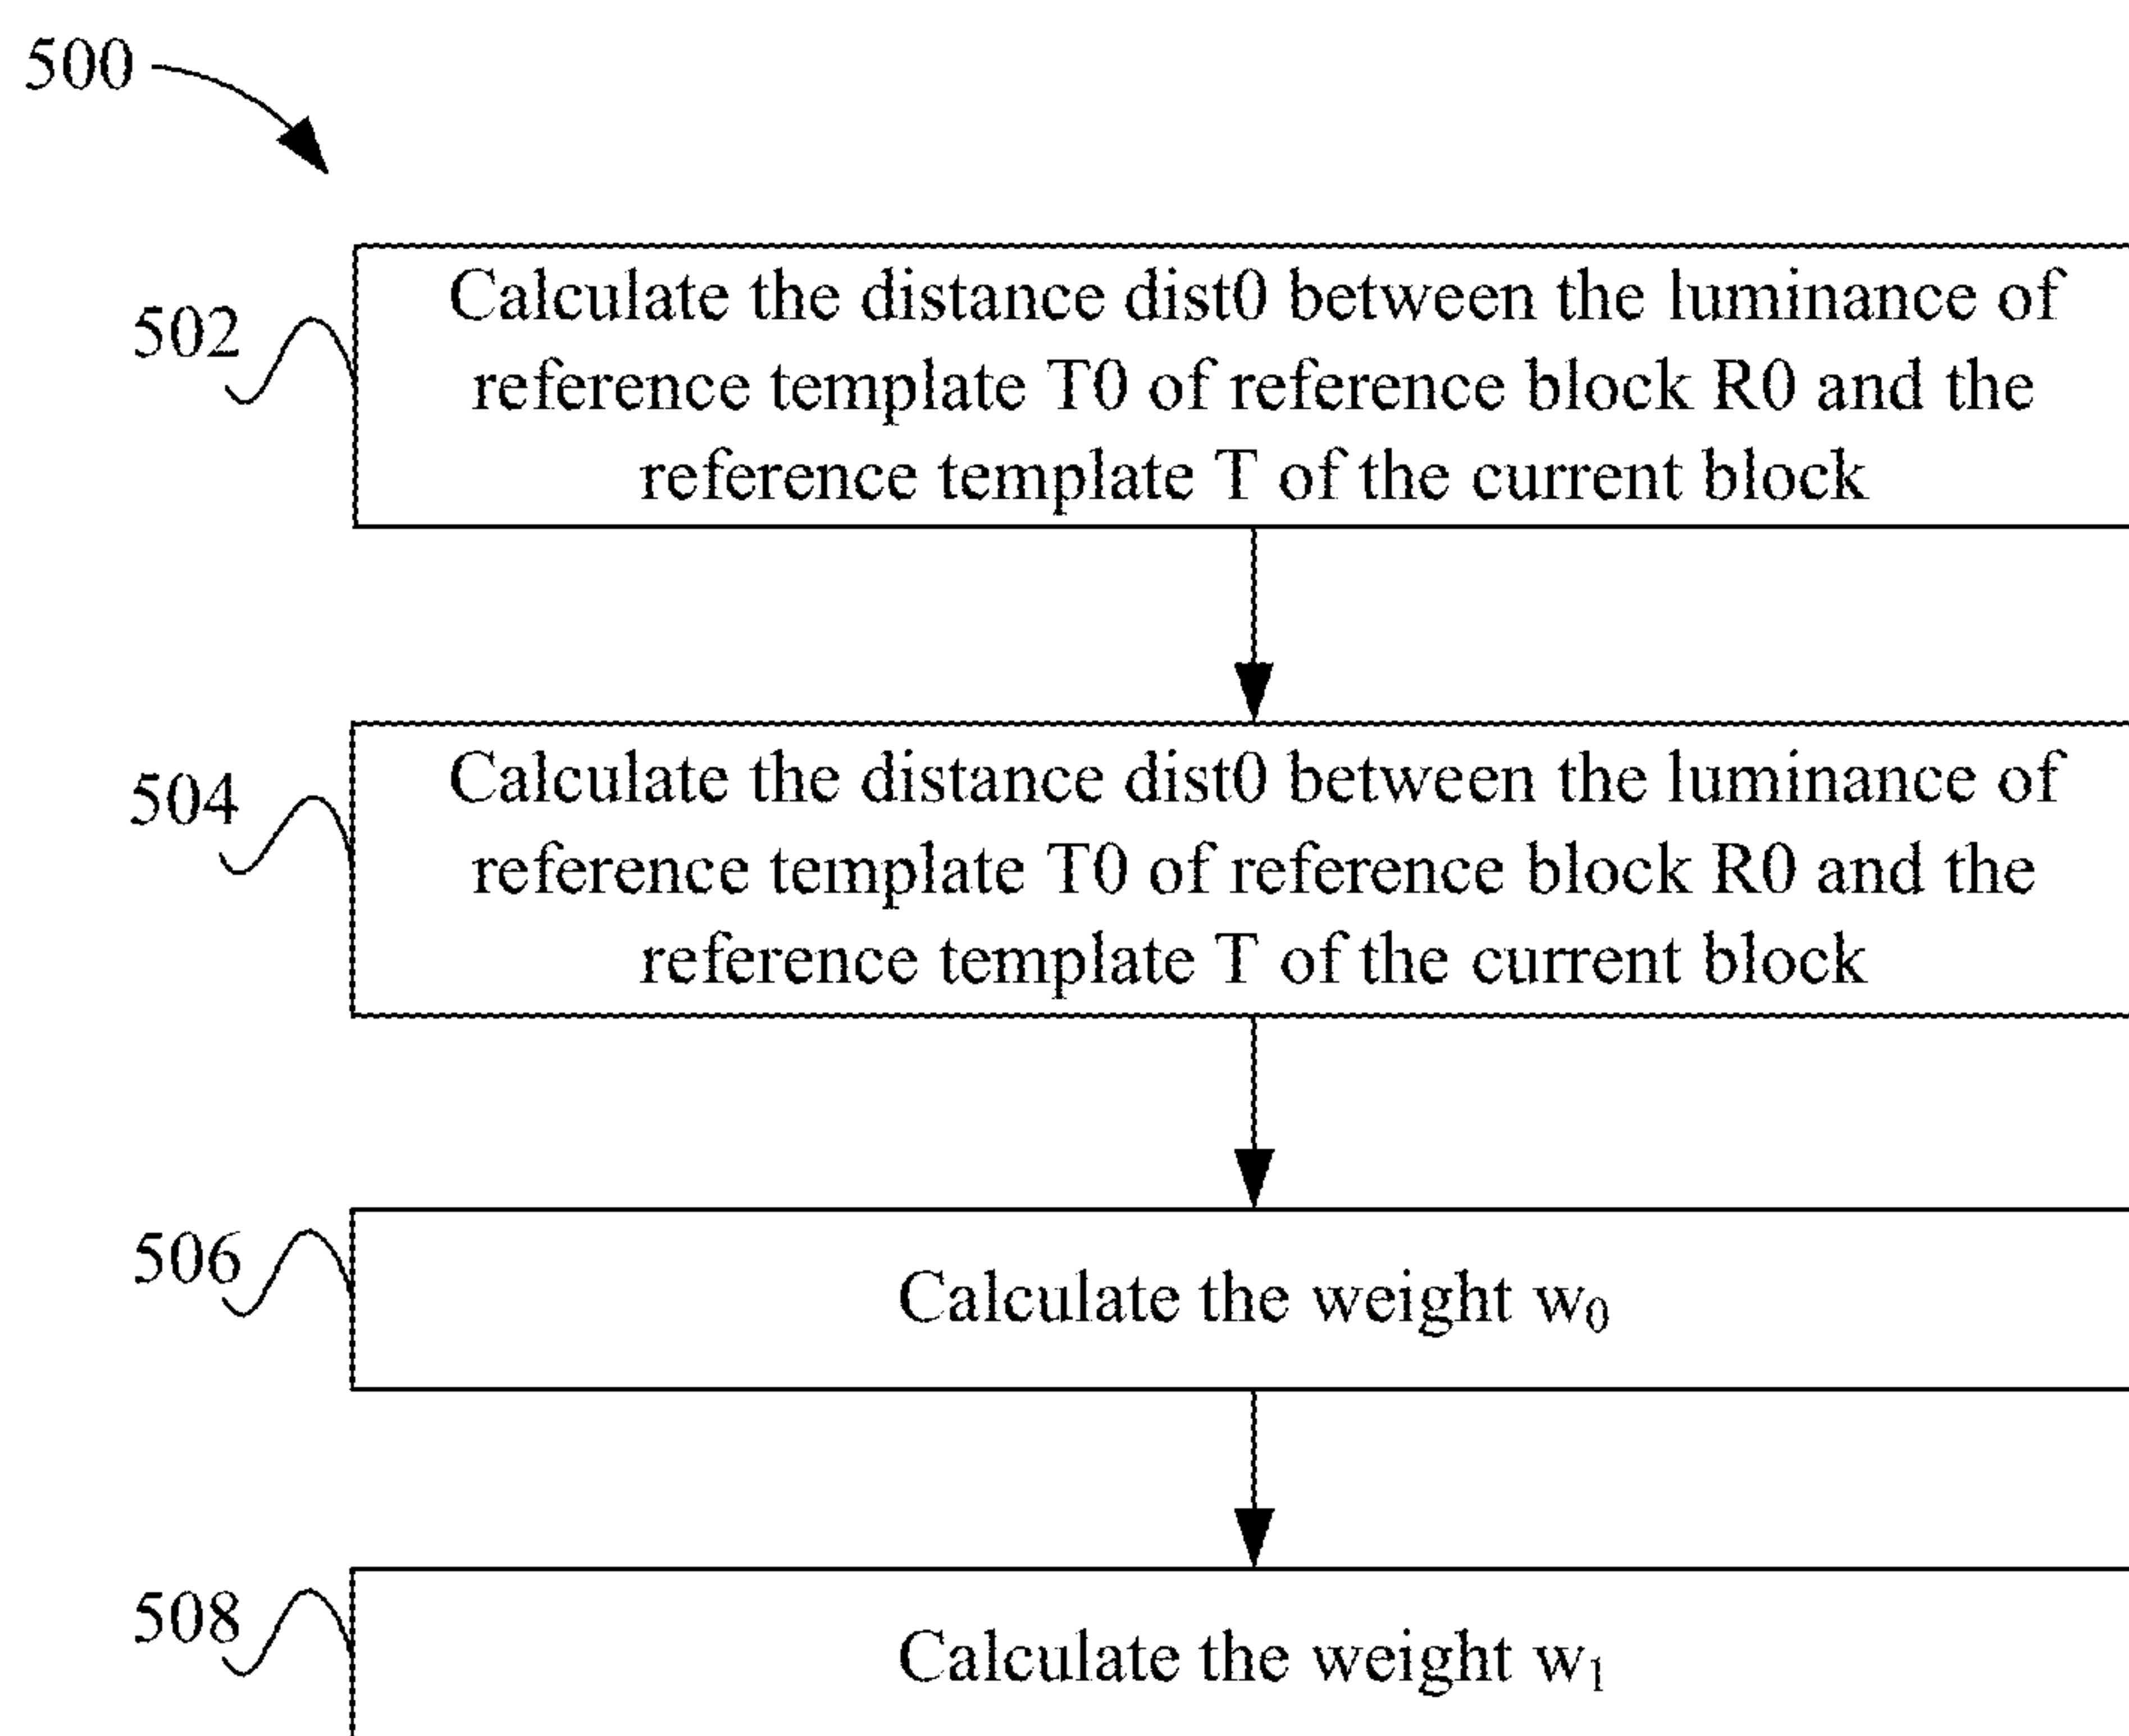 500
502
Calculate the distance dist0 between the luminance of
reference template T0 of reference block R0 and the
reference template T of the current block
504
Calculate the distance dist0 between the luminance of
reference template T0 of reference block R0 and the
reference template T of the current block
506
Calculate the weight w₀
508
Calculate the weight w₁